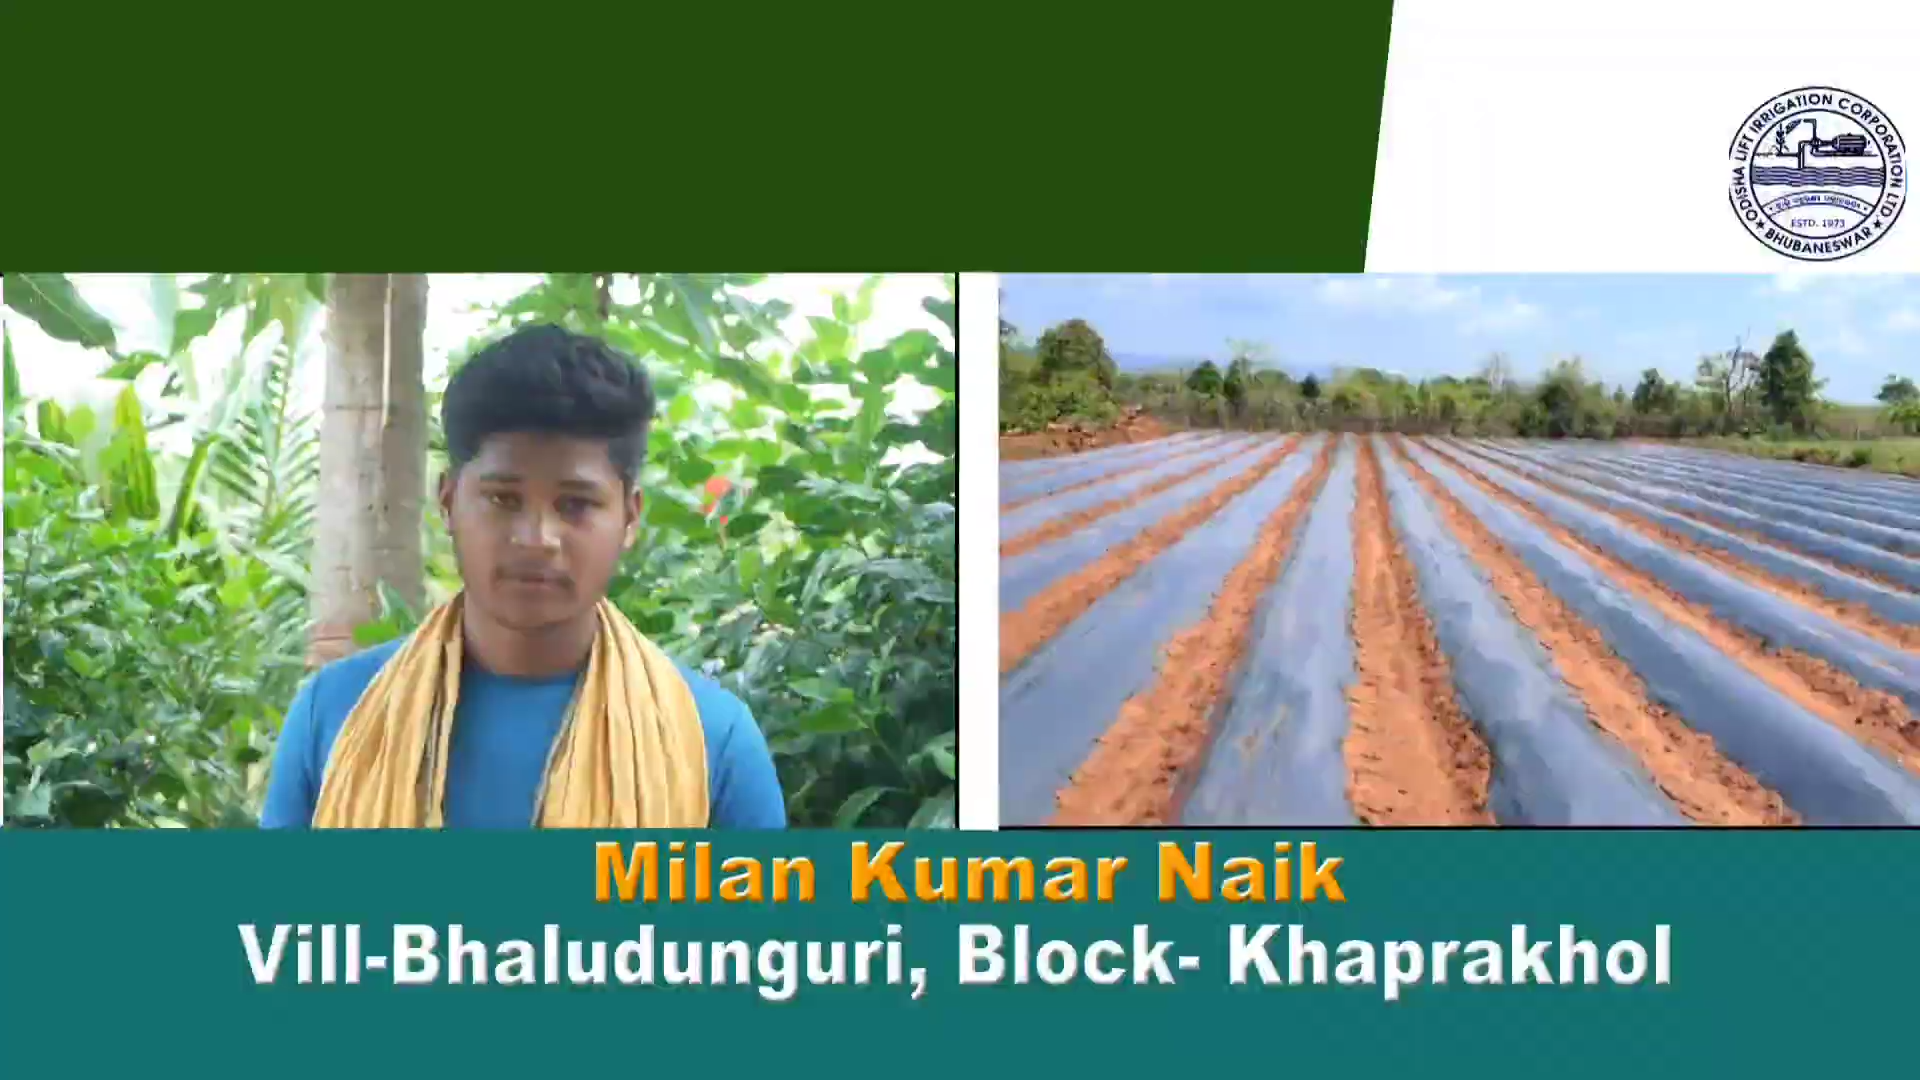 ODISHA LIFT IRRIGATION CORPORATION LTD.
ESTD. 1973
★ BHUBANESWAR ★
Milan Kumar Naik
Vill-Bhaludunguri, Block- Khaprakhol